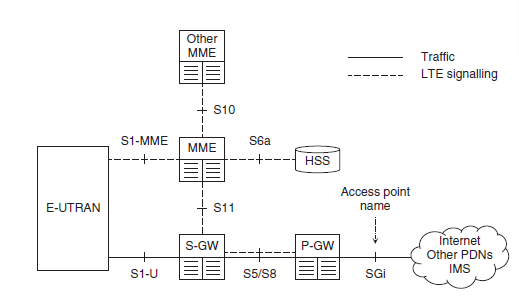 Other
MME
Traffic
LTE signalling
S10
S1-MME
MME
S6a
HSS
Access point
name
E-UTRAN
S11
S-GW
P-GW
Internet
Other PDNs
IMS
S1-U
S5/S8
SGi